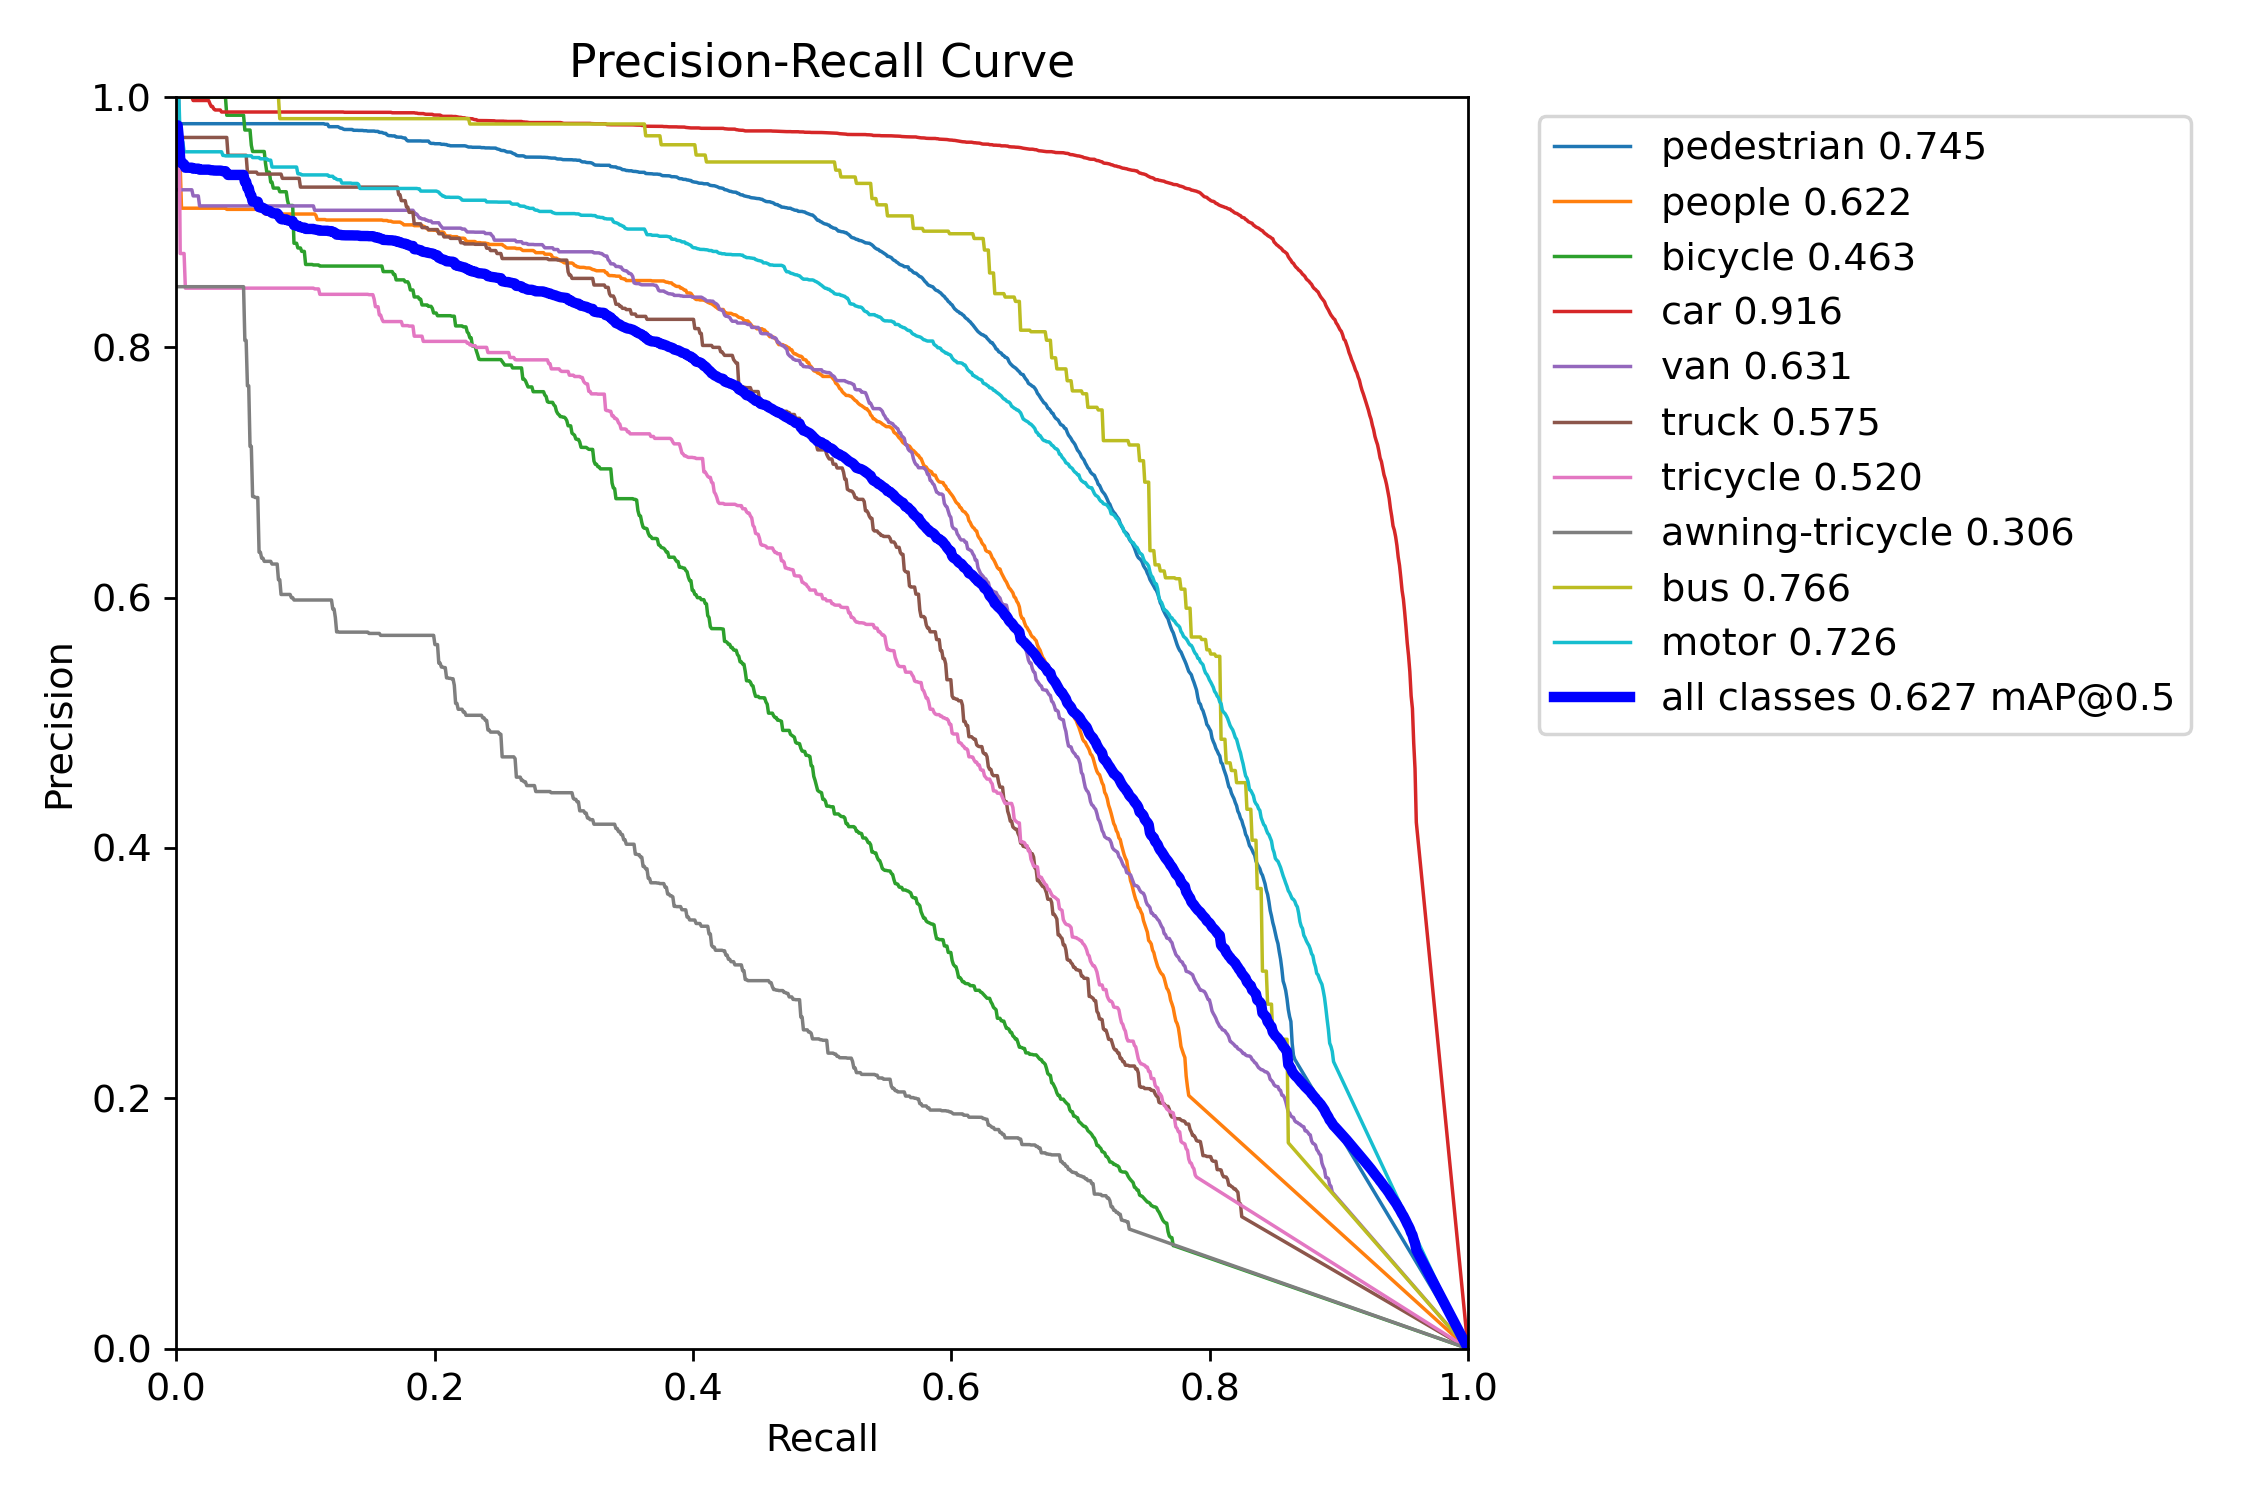 Precision-Recall Curve
1.0
0.8
0.6
0.4
0.2
0.0
Precision
0.0 0.2 0.4 0.6 0.8 1.0
Recall
pedestrian 0.745
people 0.622
bicycle 0.463
car 0.916
van 0.631
truck 0.575
tricycle 0.520
awning-tricycle 0.306
bus 0.766
motor 0.726
all classes 0.627 mAP@0.5